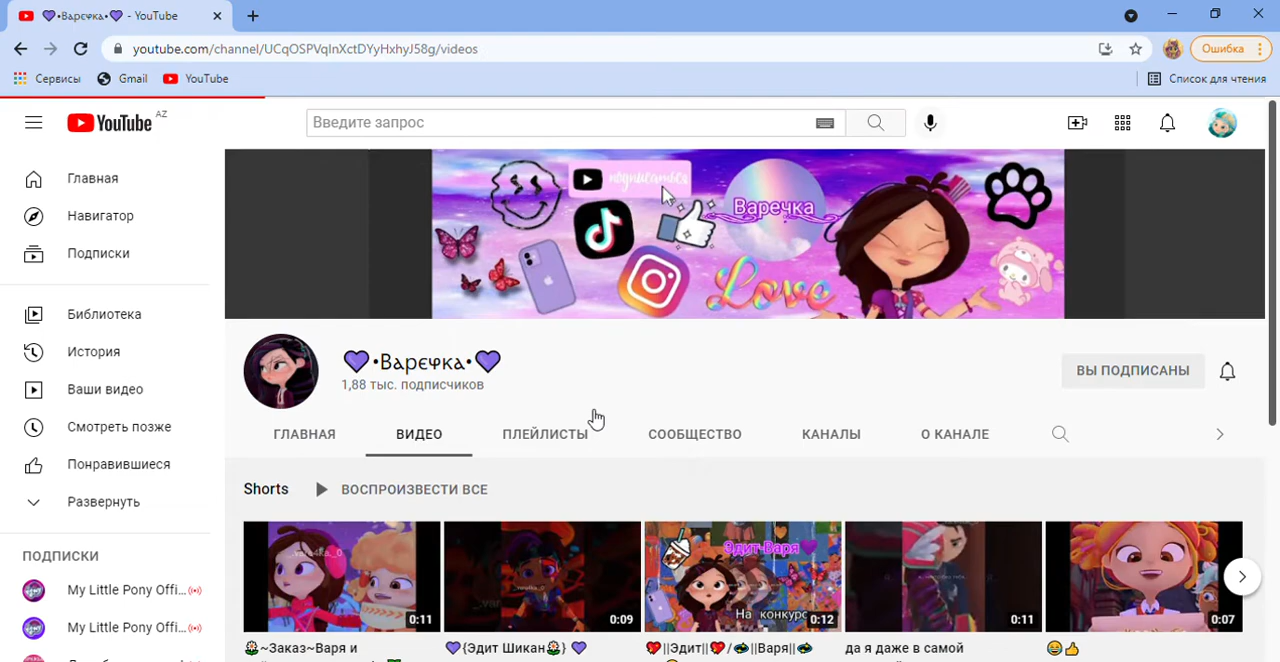 💜•Варєҹка•💜 - YouTube
youtube.com/channel/UCqOSPVqlnXctDYyHxhyJ58g/videos
Ошибка
Сервисы
Gmail
YouTube
Список для чтения
YouTube AZ
Введите запрос
Главная
Навигатор
Подписки
Библиотека
История
Ваши видео
Смотреть позже
Понравившиеся
Развернуть
ПОДПИСКИ
My Little Pony Offi...
My Little Pony Offi...
подписаться
Варечка
Love
💜•Варєҹка•💜
1,88 тыс. подписчиков
ВЫ ПОДПИСАНЫ
ГЛАВНАЯ
ВИДЕО
ПЛЕЙЛИСТЫ
СООБЩЕСТВО
КАНАЛЫ
О КАНАЛЕ
Shorts
ВОСПРОИЗВЕСТИ ВСЕ
0:11
0:09
Эдит Варя💜
На конкурс
0:12
0:11
0:07
~Заказ~Варя и
💜{Эдит Шикан} 💜
||Эдит||/||Варя||
да я даже в самой
😂👍